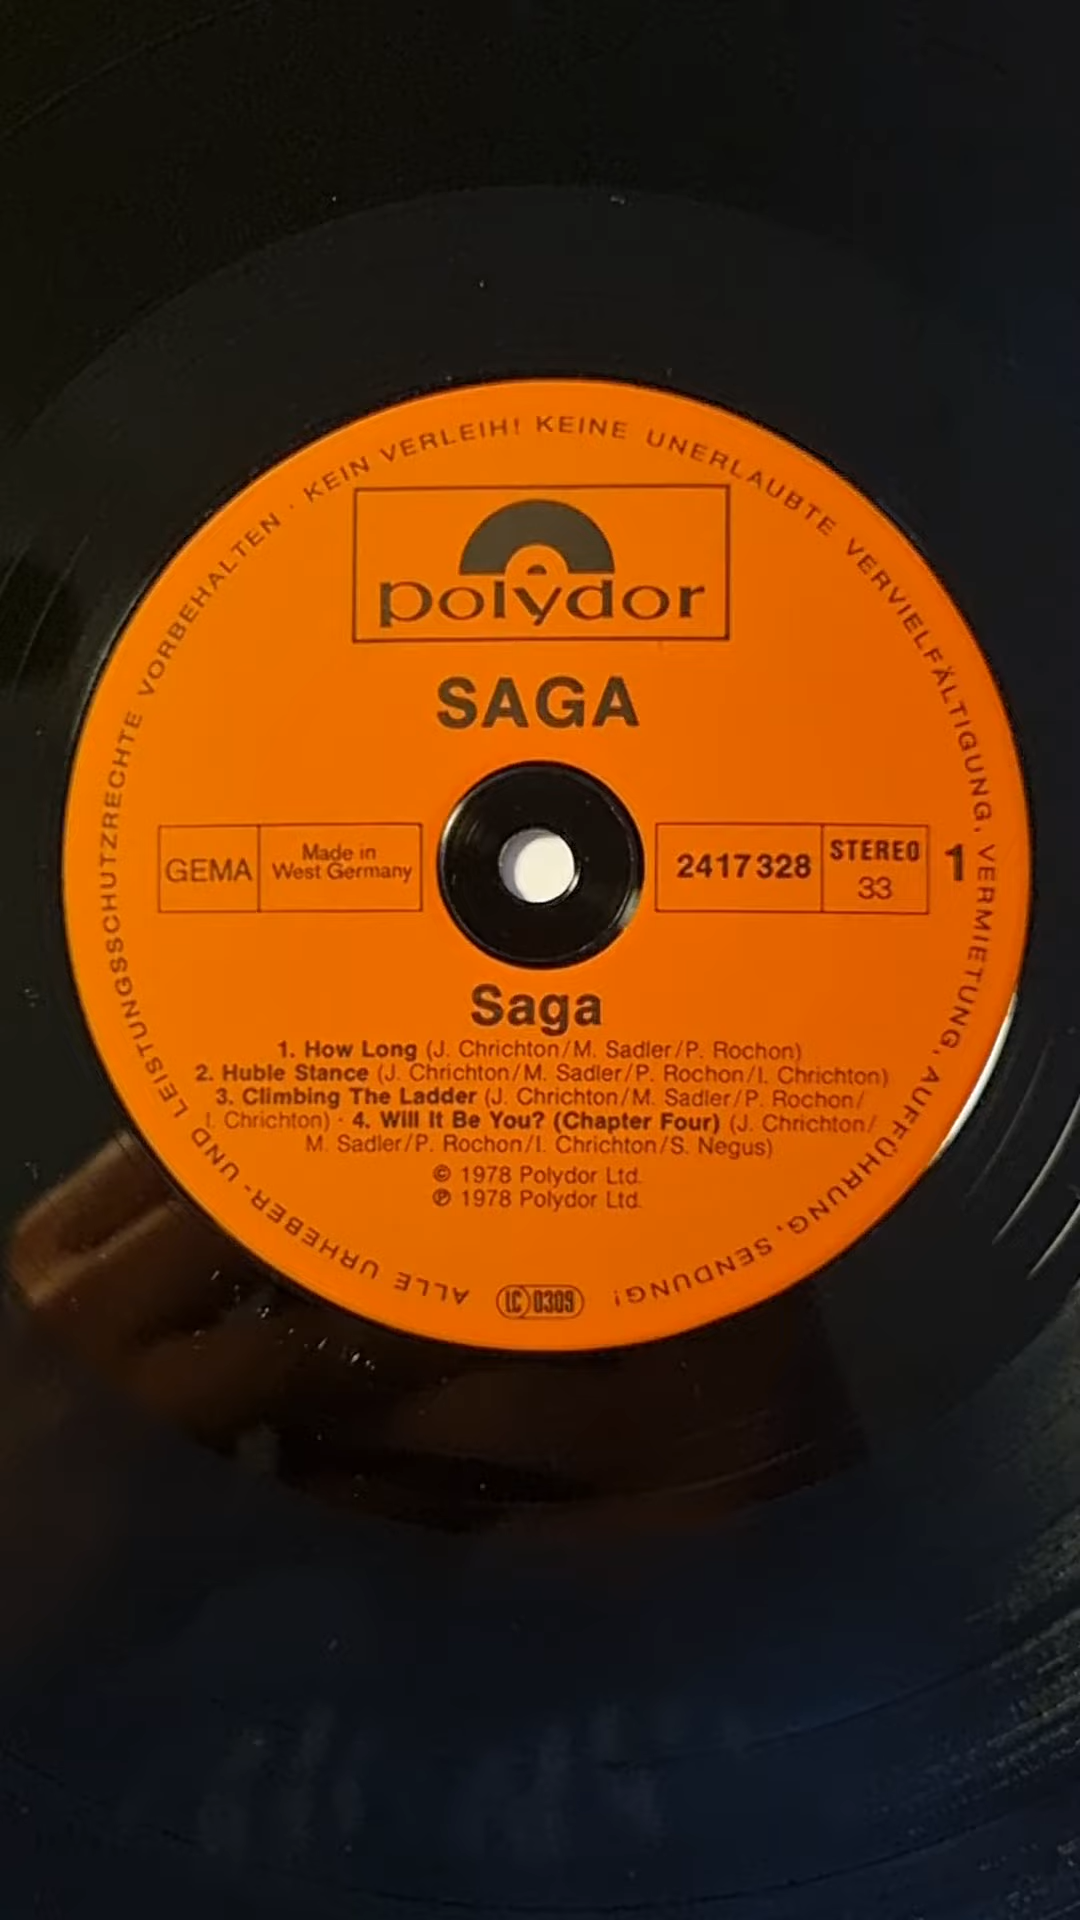 ALLE URHEBER- UND LEISTUNGSSCHUTZRECHTE VORBEHALTEN · KEIN VERLEIH! KEINE UNERLAUBTE VERVIELFÄLTIGUNG, VERMIETUNG, AUFFÜHRUNG, SENDUNG!
polydor
SAGA
GEMA
Made in
West Germany
2417 328
STEREO
33
1
Saga
1. How Long (J. Chrichton/M. Sadler/P. Rochon)
2. Huble Stance (J. Chrichton/M. Sadler/P. Rochon/I. Chrichton)
3. Climbing The Ladder (J. Chrichton/M. Sadler/P. Rochon/
I. Chrichton) · 4. Will It Be You? (Chapter Four) (J. Chrichton/
M. Sadler/P. Rochon/I. Chrichton/S. Negus)
© 1978 Polydor Ltd.
℗ 1978 Polydor Ltd.
LC 0309